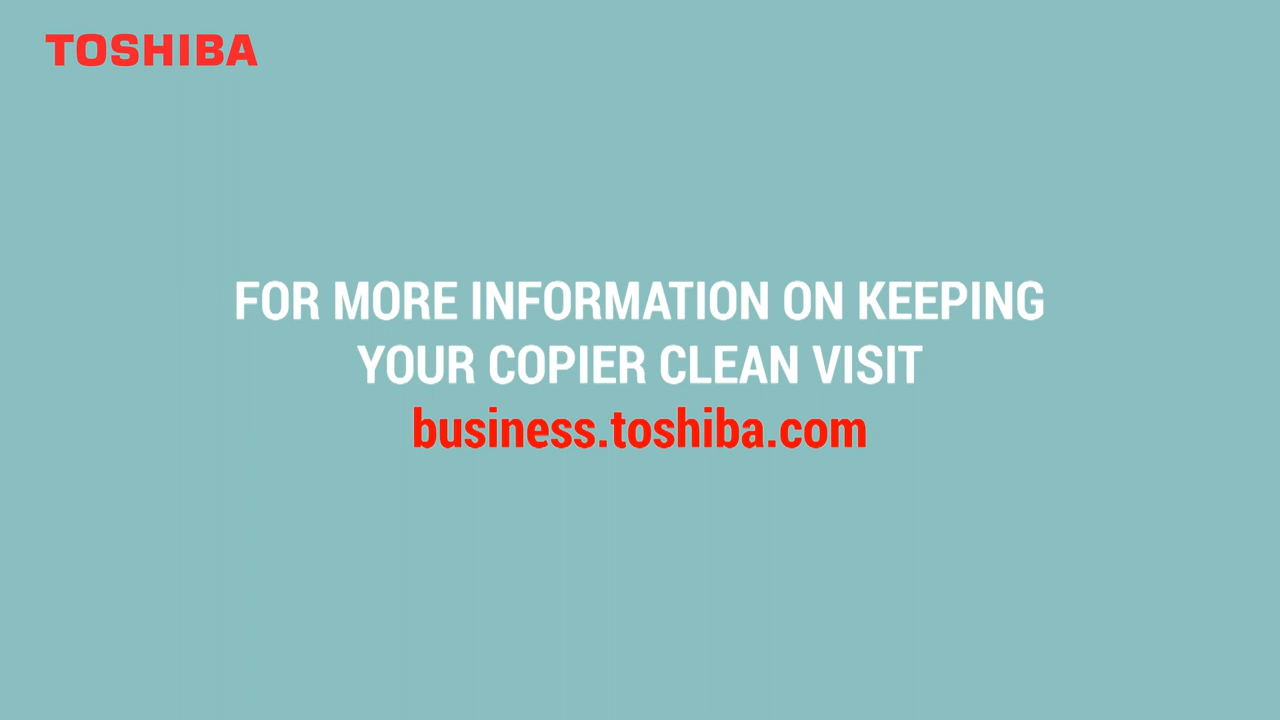 TOSHIBA
FOR MORE INFORMATION ON KEEPING
YOUR COPIER CLEAN VISIT
business.toshiba.com